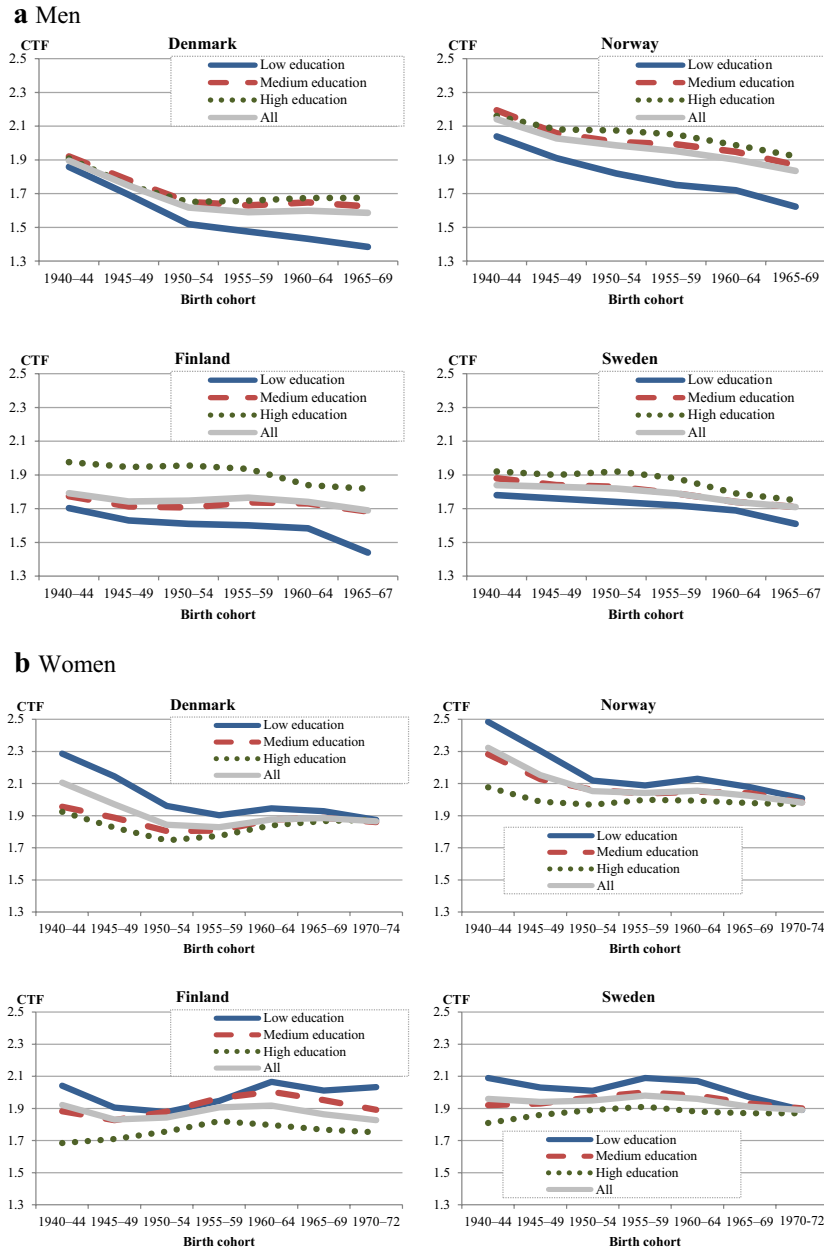 a Men
CTF
Denmark
2.5
2.3
2.1
1.9
1.7
1.5
1.3
Low education
Medium education
High education
All
1940–44 1945–49 1950–54 1955–59 1960–64 1965–69
Birth cohort
CTF
Norway
2.5
2.3
2.1
1.9
1.7
1.5
1.3
Low education
Medium education
High education
All
1940–44 1945–49 1950–54 1955–59 1960–64 1965-69
Birth cohort
CTF
Finland
2.5
2.3
2.1
1.9
1.7
1.5
1.3
Low education
Medium education
High education
All
1940–44 1945–49 1950–54 1955–59 1960–64 1965–67
Birth cohort
CTF
Sweden
2.5
2.3
2.1
1.9
1.7
1.5
1.3
Low education
Medium education
High education
All
1940–44 1945–49 1950–54 1955–59 1960–64 1965–67
Birth cohort
b Women
CTF
Denmark
2.5
2.3
2.1
1.9
1.7
1.5
1.3
Low education
Medium education
High education
All
1940–44 1945–49 1950–54 1955–59 1960–64 1965–69 1970–74
Birth cohort
CTF
Norway
2.5
2.3
2.1
1.9
1.7
1.5
1.3
Low education
Medium education
High education
All
1940–44 1945–49 1950–54 1955–59 1960–64 1965–69 1970-74
Birth cohort
CTF
Finland
2.5
2.3
2.1
1.9
1.7
1.5
1.3
Low education
Medium education
High education
All
1940–44 1945–49 1950–54 1955–59 1960–64 1965–69 1970–72
Birth cohort
CTF
Sweden
2.5
2.3
2.1
1.9
1.7
1.5
1.3
Low education
Medium education
High education
All
1940–44 1945–49 1950–54 1955–59 1960–64 1965–69 1970-72
Birth cohort